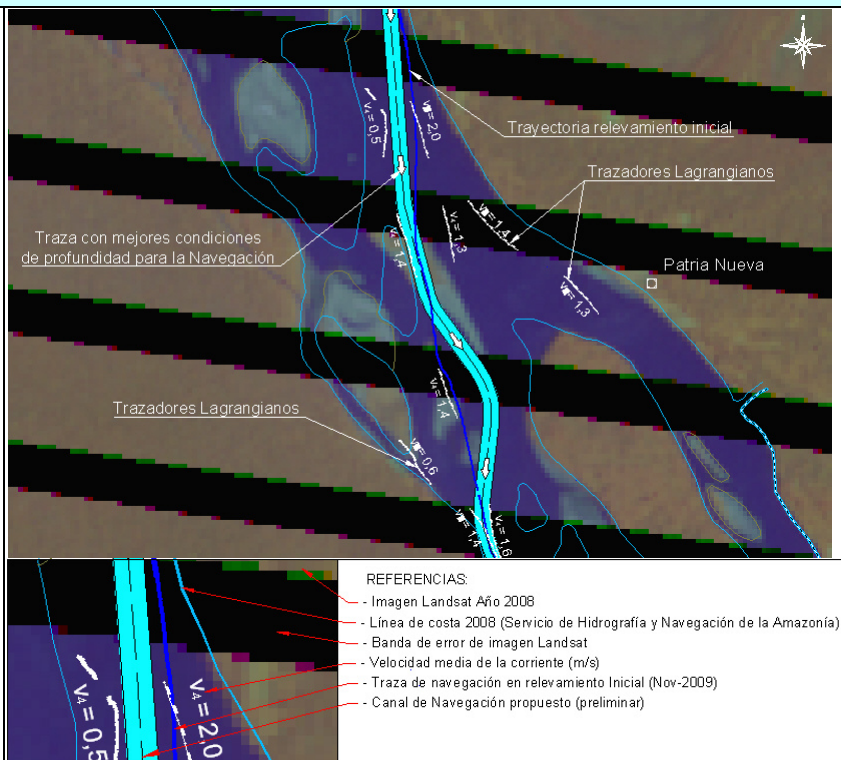 V₄ = 0,5
V = 2,0
Trayectoria relevamiento inicial
Trazadores Lagrangianos
V = 1,4
V₄ = 1,3
V₄ = 1,4
Traza con mejores condiciones
de profundidad para la Navegación
Patria Nueva
V = 1,3
V₄ = 1,4
Trazadores Lagrangianos
V = 0,6
V = 1,4
V₄ = 1,6
V₄ = 0,5
V₄ = 2,0
REFERENCIAS:
- Imagen Landsat Año 2008
- Línea de costa 2008 (Servicio de Hidrografía y Navegación de la Amazonía)
- Banda de error de imagen Landsat
- Velocidad media de la corriente (m/s)
- Traza de navegación en relevamiento Inicial (Nov-2009)
- Canal de Navegación propuesto (preliminar)